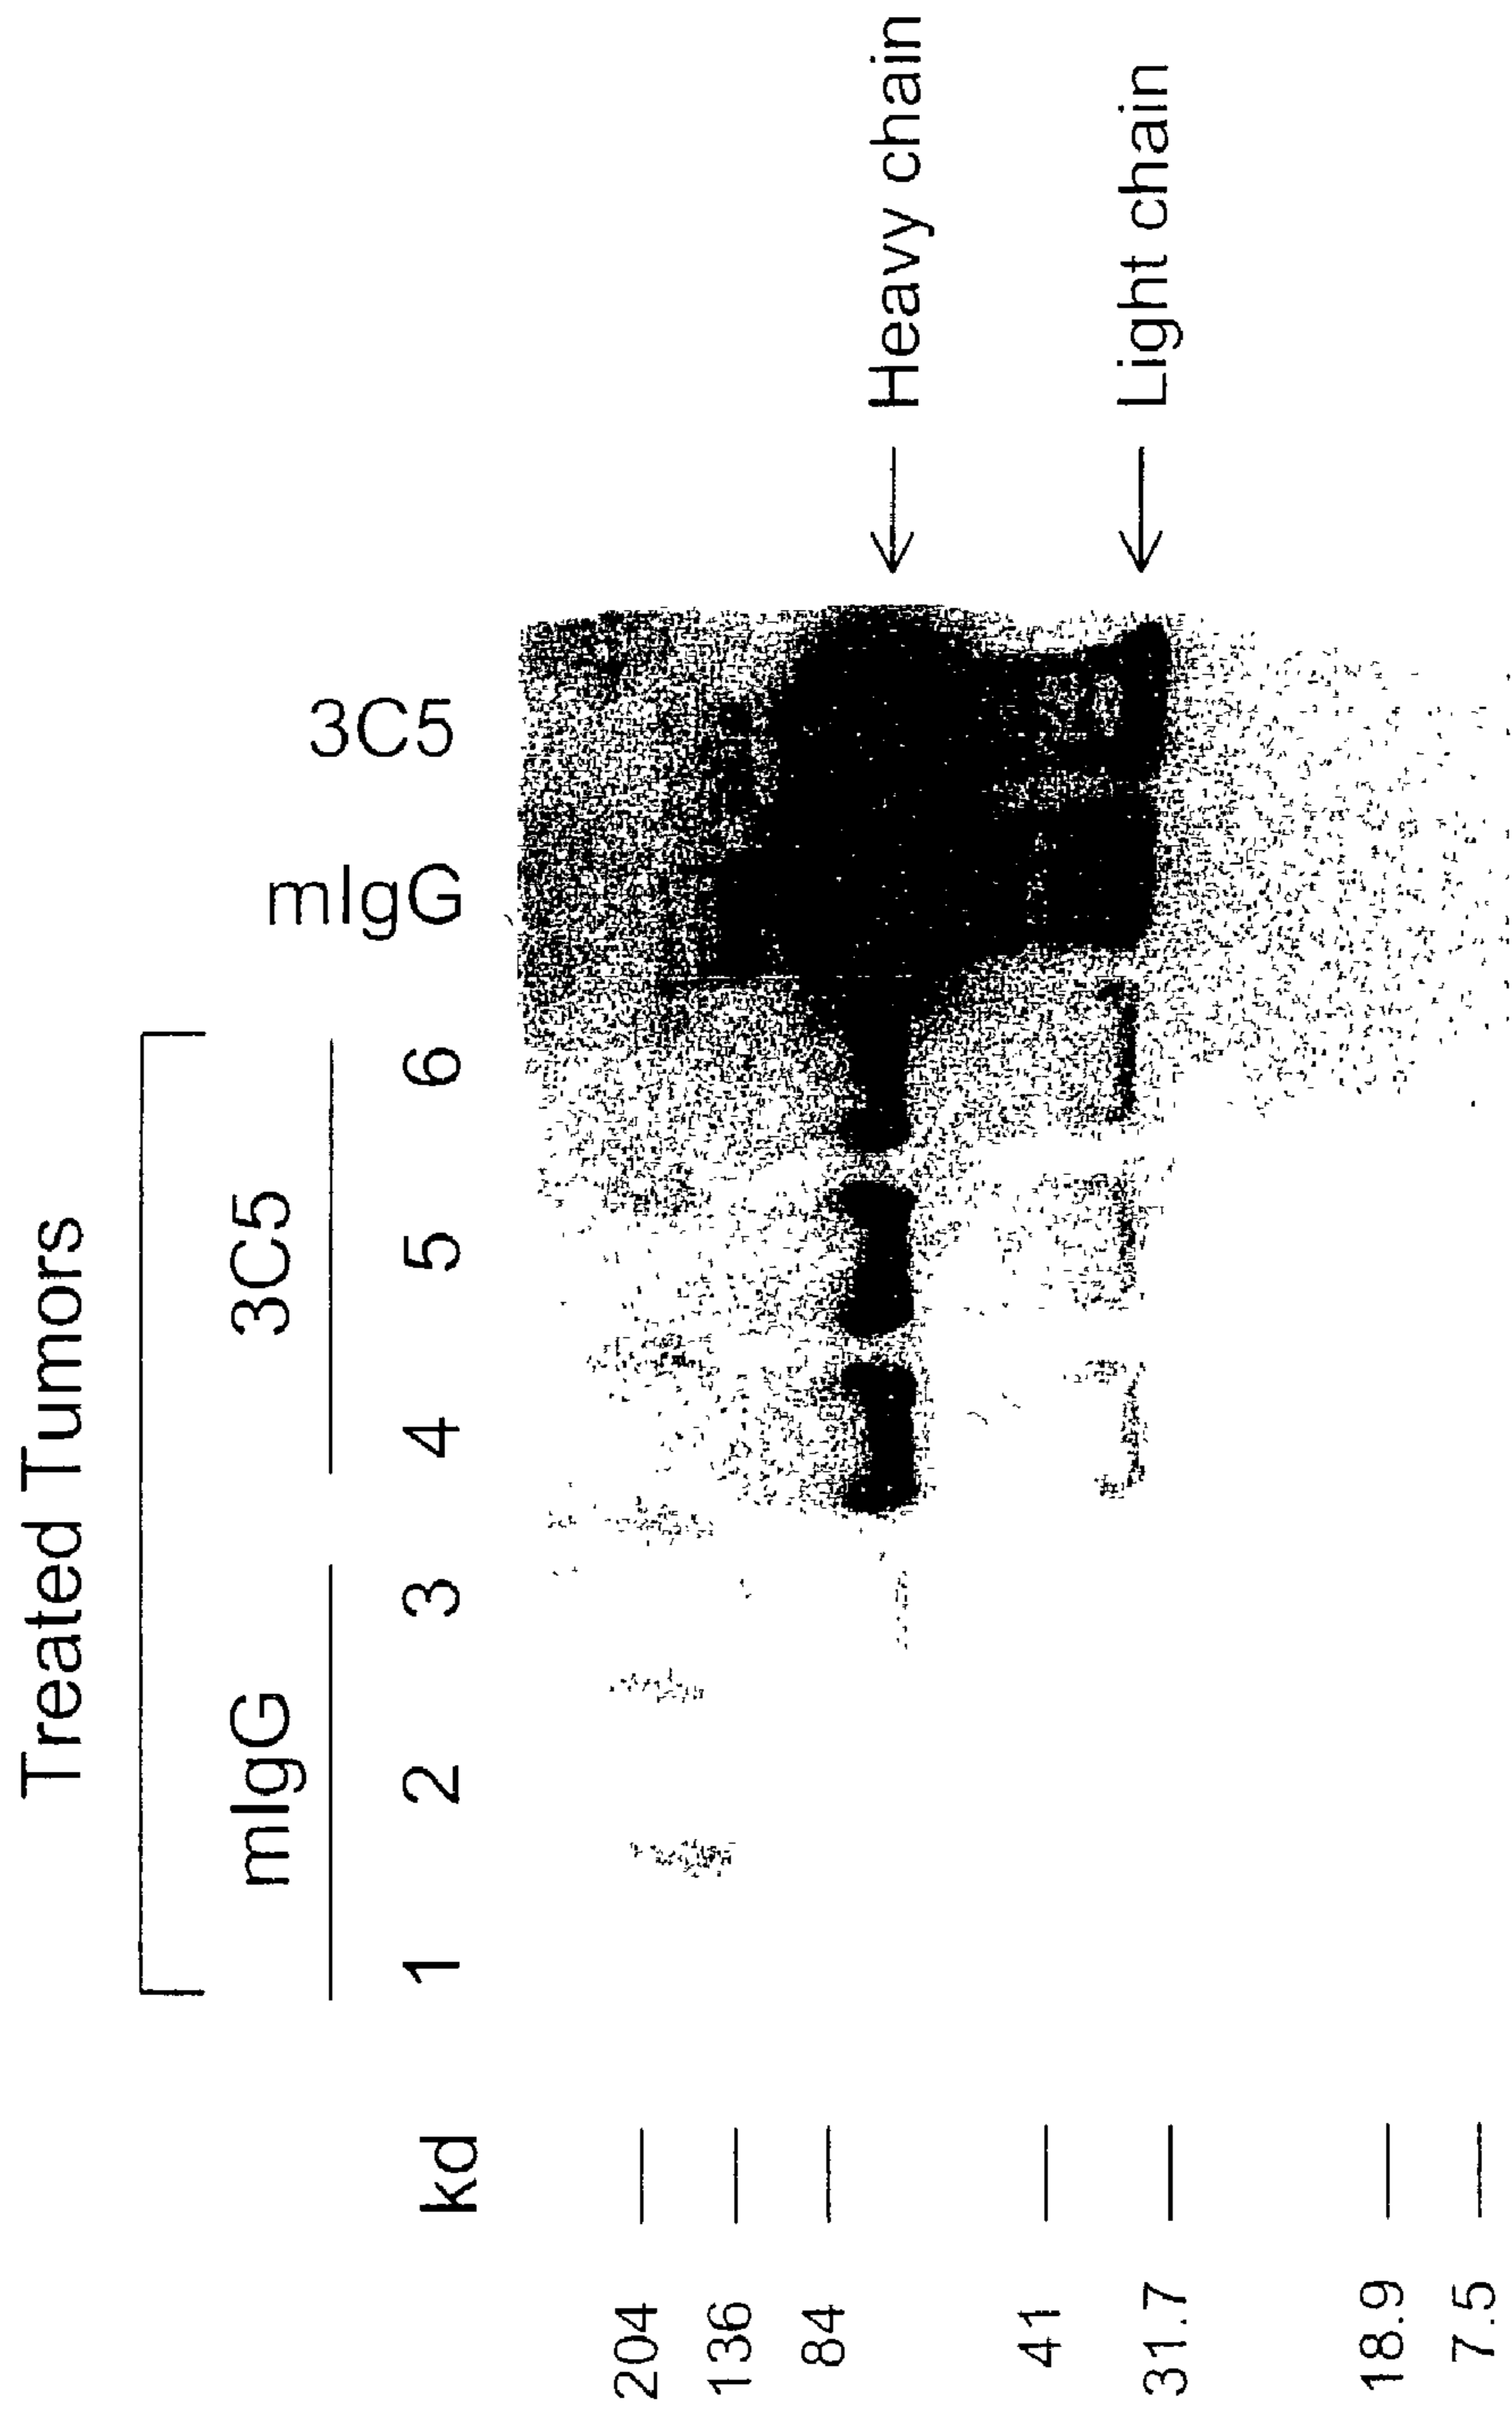 Treated Tumors
mIgG 3C5
kd 1 2 3 4 5 6 mIgG 3C5
204
136
84
Heavy chain
41
31.7
Light chain
18.9
7.5